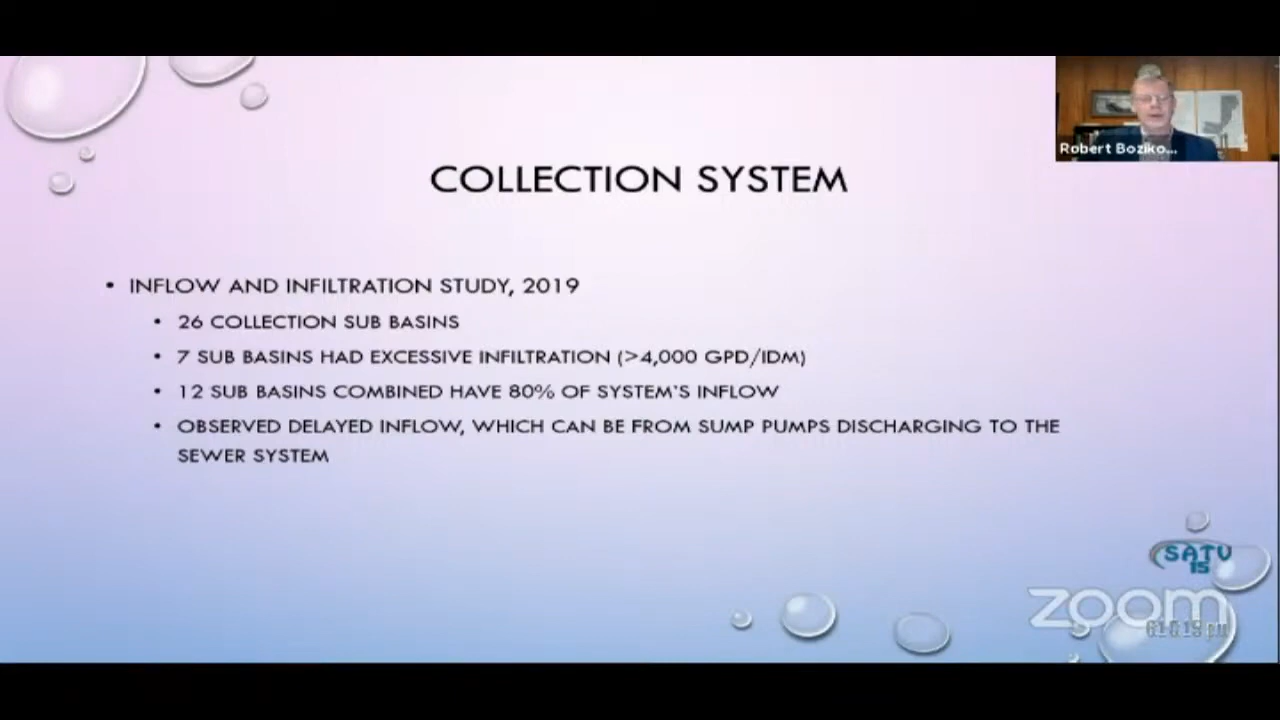 Robert Boziko...
COLLECTION SYSTEM
• INFLOW AND INFILTRATION STUDY, 2019
• 26 COLLECTION SUB BASINS
• 7 SUB BASINS HAD EXCESSIVE INFILTRATION (>4,000 GPD/IDM)
• 12 SUB BASINS COMBINED HAVE 80% OF SYSTEM'S INFLOW
• OBSERVED DELAYED INFLOW, WHICH CAN BE FROM SUMP PUMPS DISCHARGING TO THE
SEWER SYSTEM
SATV
15
zoom